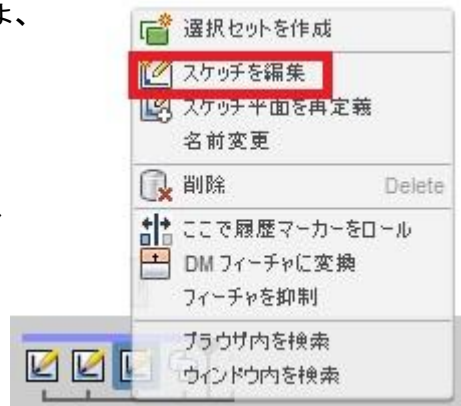 は、
選択セットを作成
スケッチを編集
スケッチ平面を再定義
名前変更
削除 Delete
ここで履歴マーカーをロール
DM フィーチャに変換
フィーチャを抑制
ブラウザ内を検索
ウィンドウ内を検索